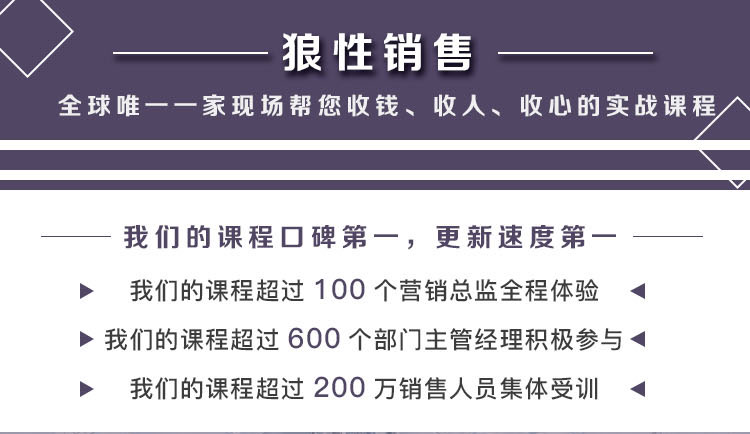 狼性销售
全球唯一一家现场帮您收钱、收人、收心的实战课程
我们的课程口碑第一，更新速度第一
我们的课程超过 100 个营销总监全程体验
我们的课程超过 600 个部门主管经理积极参与
我们的课程超过 200 万销售人员集体受训